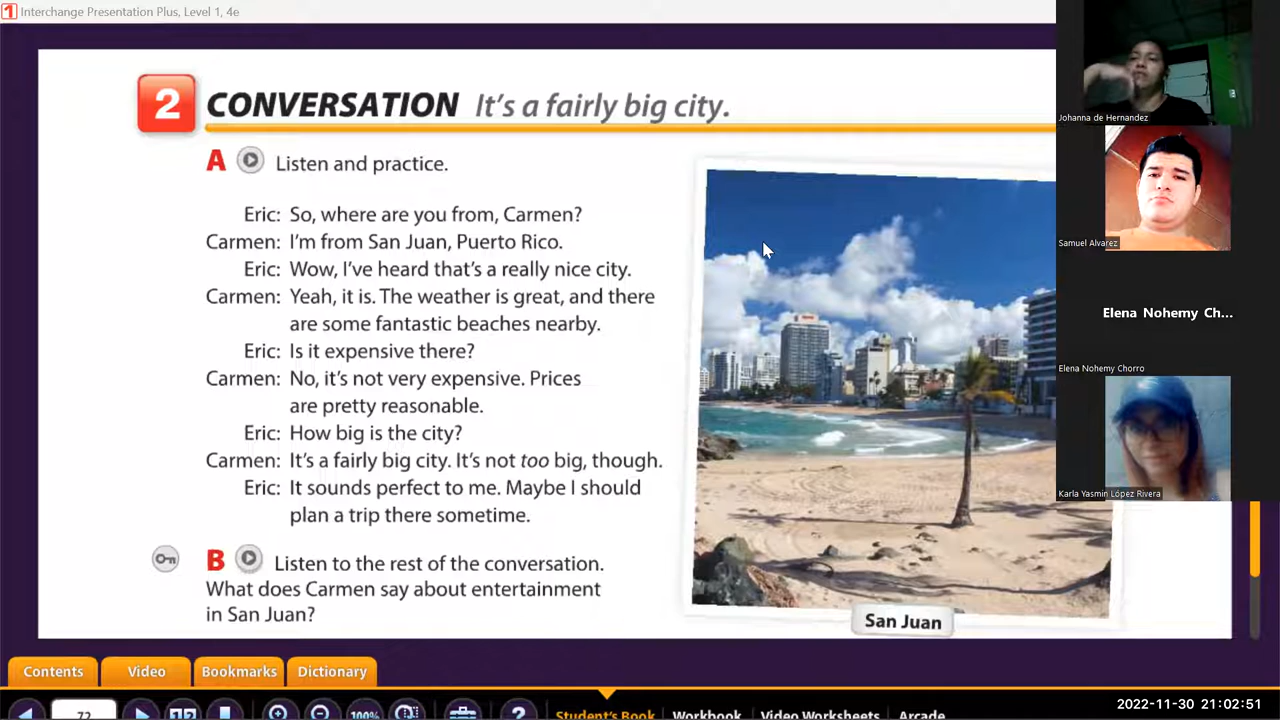 Interchange Presentation Plus, Level 1, 4e
2 CONVERSATION It's a fairly big city.
A Listen and practice.
Eric: So, where are you from, Carmen?
Carmen: I'm from San Juan, Puerto Rico.
Eric: Wow, I've heard that's a really nice city.
Carmen: Yeah, it is. The weather is great, and there
are some fantastic beaches nearby.
Eric: Is it expensive there?
Carmen: No, it's not very expensive. Prices
are pretty reasonable.
Eric: How big is the city?
Carmen: It's a fairly big city. It's not too big, though.
Eric: It sounds perfect to me. Maybe I should
plan a trip there sometime.
B Listen to the rest of the conversation.
What does Carmen say about entertainment
in San Juan?
San Juan
Johanna de Hernandez
Samuel Alvarez
Elena Nohemy Ch...
Elena Nohemy Chorro
Karla Yasmin López Rivera
Contents Video Bookmarks Dictionary
72 100% ? Student's Book Workbook Video Worksheets Arcade
2022-11-30 21:02:51